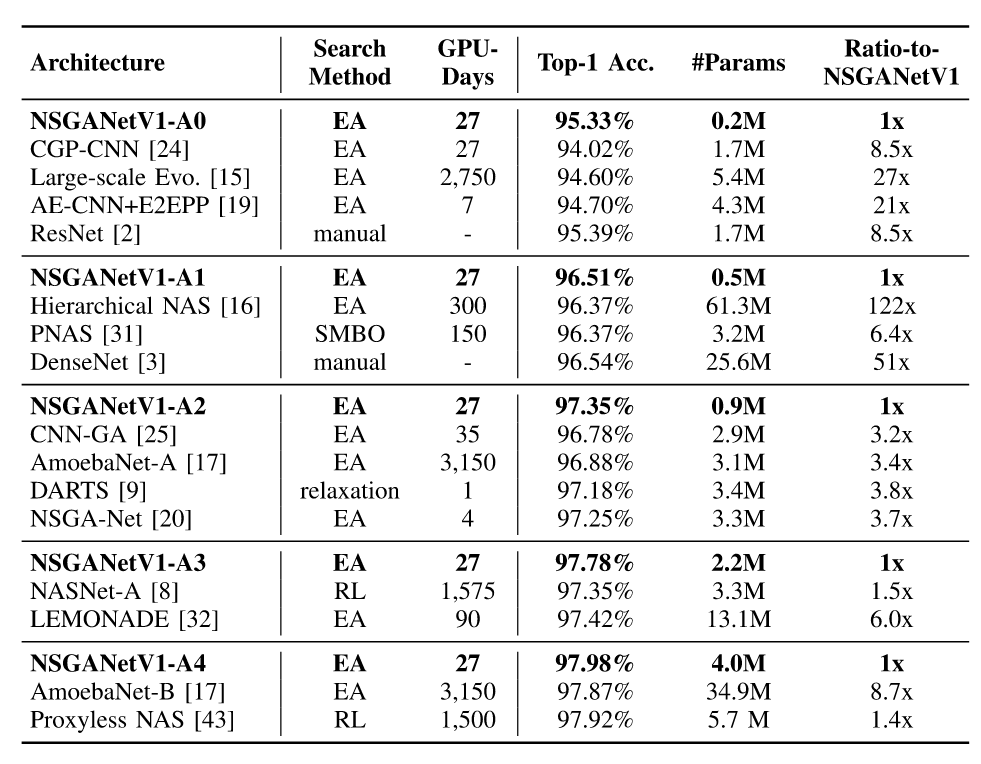 Architecture Search Method GPU-Days Top-1 Acc. #Params Ratio-to-NSGANetV1
NSGANetV1-A0 EA 27 95.33% 0.2M 1x
CGP-CNN [24] EA 27 94.02% 1.7M 8.5x
Large-scale Evo. [15] EA 2,750 94.60% 5.4M 27x
AE-CNN+E2EPP [19] EA 7 94.70% 4.3M 21x
ResNet [2] manual - 95.39% 1.7M 8.5x
NSGANetV1-A1 EA 27 96.51% 0.5M 1x
Hierarchical NAS [16] EA 300 96.37% 61.3M 122x
PNAS [31] SMBO 150 96.37% 3.2M 6.4x
DenseNet [3] manual - 96.54% 25.6M 51x
NSGANetV1-A2 EA 27 97.35% 0.9M 1x
CNN-GA [25] EA 35 96.78% 2.9M 3.2x
AmoebaNet-A [17] EA 3,150 96.88% 3.1M 3.4x
DARTS [9] relaxation 1 97.18% 3.4M 3.8x
NSGA-Net [20] EA 4 97.25% 3.3M 3.7x
NSGANetV1-A3 EA 27 97.78% 2.2M 1x
NASNet-A [8] RL 1,575 97.35% 3.3M 1.5x
LEMONADE [32] EA 90 97.42% 13.1M 6.0x
NSGANetV1-A4 EA 27 97.98% 4.0M 1x
AmoebaNet-B [17] EA 3,150 97.87% 34.9M 8.7x
Proxyless NAS [43] RL 1,500 97.92% 5.7 M 1.4x